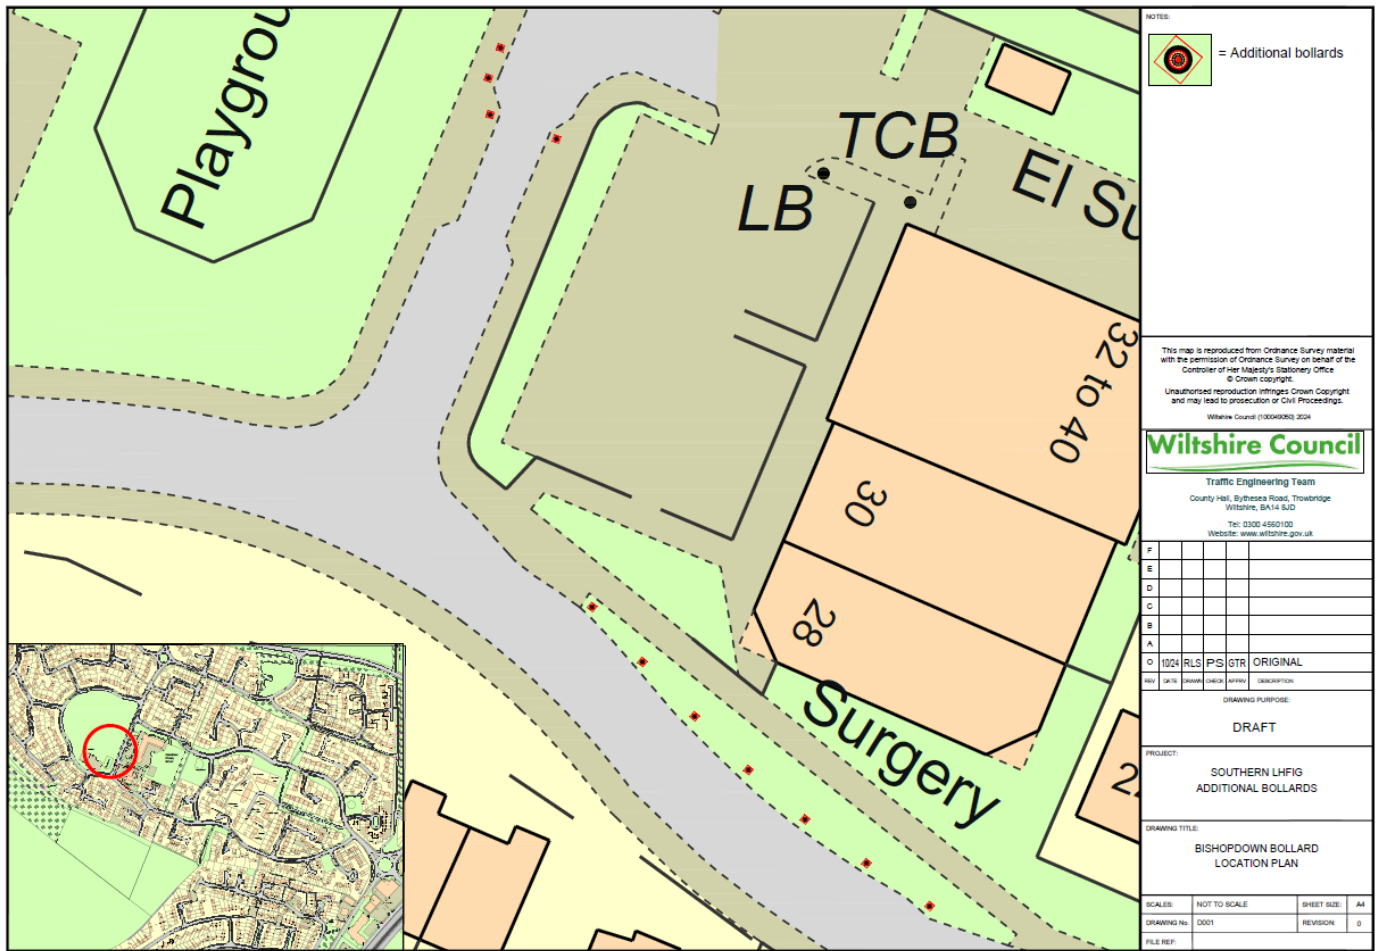 Playgrou
TCB
LB
El Su
32 to 40
30
28
Surgery
NOTES:
= Additional bollards
This map is reproduced from Ordnance Survey material
with the permission of Ordnance Survey on behalf of the
Controller of Her Majesty's Stationery Office
© Crown copyright.
Unauthorised reproduction infringes Crown Copyright
and may lead to prosecution or Civil Proceedings.
Wiltshire Council (100049050) 2024
Wiltshire Council
Traffic Engineering Team
County Hall, Bythesea Road, Trowbridge
Wiltshire, BA14 8JD
Tel: 0300 4560100
Website: www.wiltshire.gov.uk
F
E
D
C
B
A
O 10/24 RLS PS GTR ORIGINAL
REV DATE DRAWN CHECK APPRV DESCRIPTION
DRAWING PURPOSE:
DRAFT
PROJECT:
SOUTHERN LHFIG
ADDITIONAL BOLLARDS
DRAWING TITLE:
BISHOPDOWN BOLLARD
LOCATION PLAN
SCALES: NOT TO SCALE SHEET SIZE: A4
DRAWING No. D001 REVISION: 0
FILE REF: